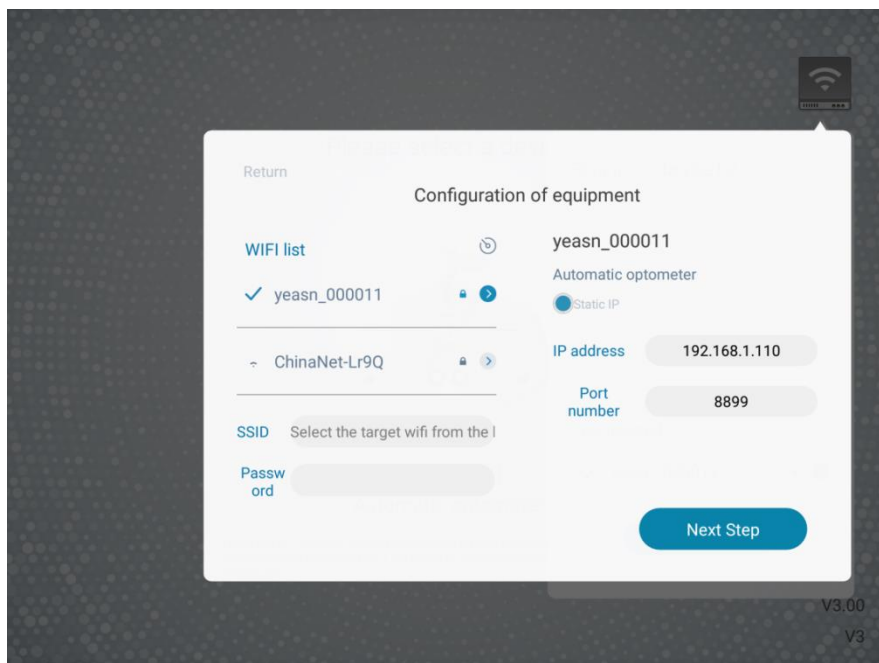 Return
Configuration of equipment
WIFI list
yeasn_000011
ChinaNet-Lr9Q
SSID Select the target wifi from the l
Passw
ord
yeasn_000011
Automatic optometer
Static IP
IP address 192.168.1.110
Port
number
8899
Next Step
V3.00
V3